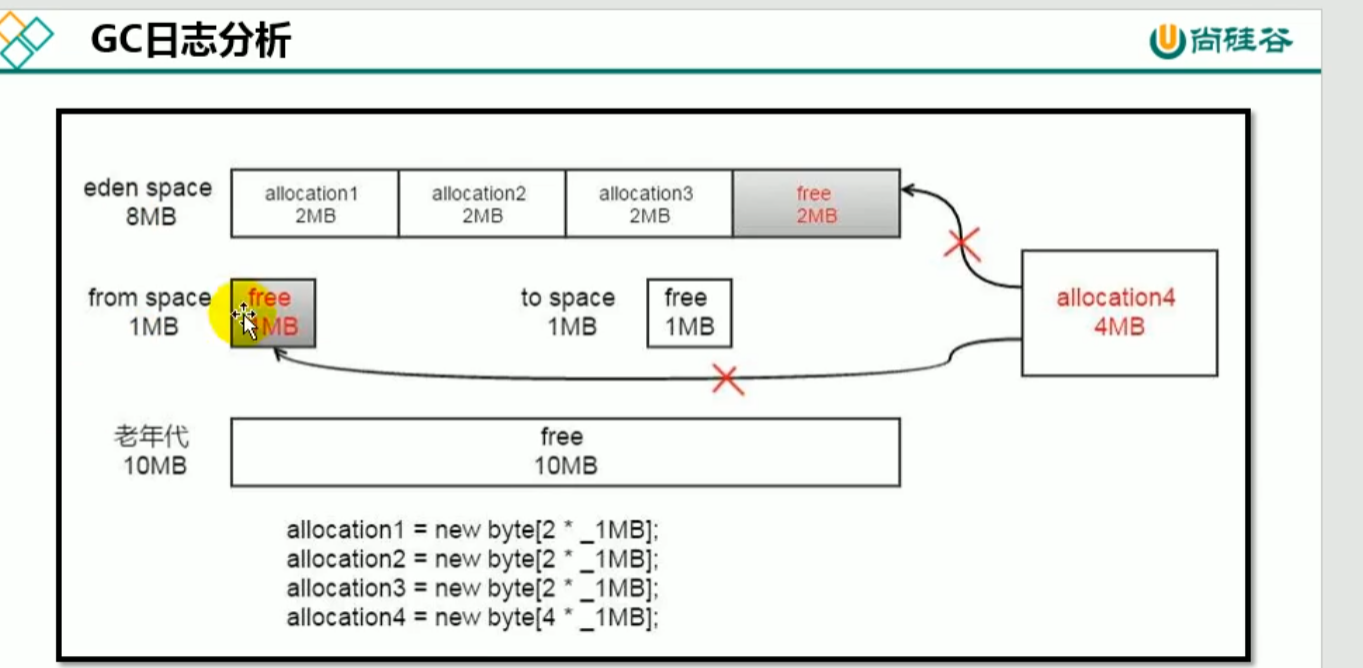 GC日志分析
尚硅谷
eden space
8MB
allocation1
2MB
allocation2
2MB
allocation3
2MB
free
2MB
from space
1MB
free
1MB
to space
1MB
free
1MB
allocation4
4MB
老年代
10MB
free
10MB
allocation1 = new byte[2 * _1MB];
allocation2 = new byte[2 * _1MB];
allocation3 = new byte[2 * _1MB];
allocation4 = new byte[4 * _1MB];